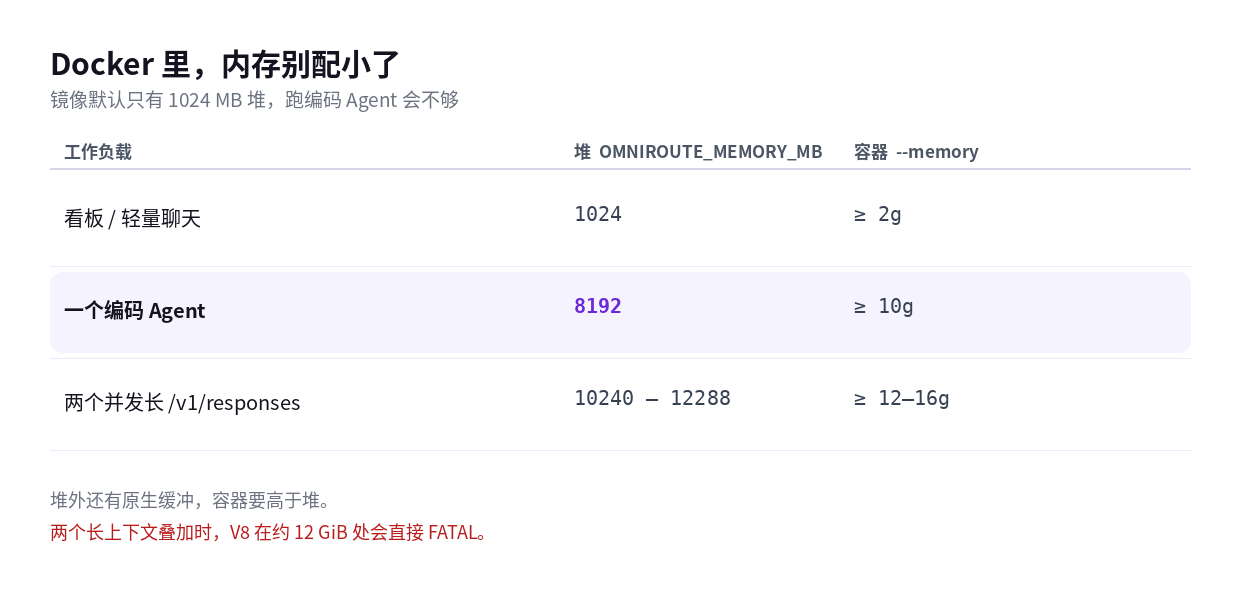 Docker 里，内存别配小了
镜像默认只有 1024 MB 堆，跑编码 Agent 会不够
工作负载 堆 OMNIROUTE_MEMORY_MB 容器 --memory
看板 / 轻量聊天 1024 ≥ 2g
一个编码 Agent 8192 ≥ 10g
两个并发长 /v1/responses 10240 – 12288 ≥ 12–16g
堆外还有原生缓冲，容器要高于堆。
两个长上下文叠加时，V8 在约 12 GiB 处会直接 FATAL。